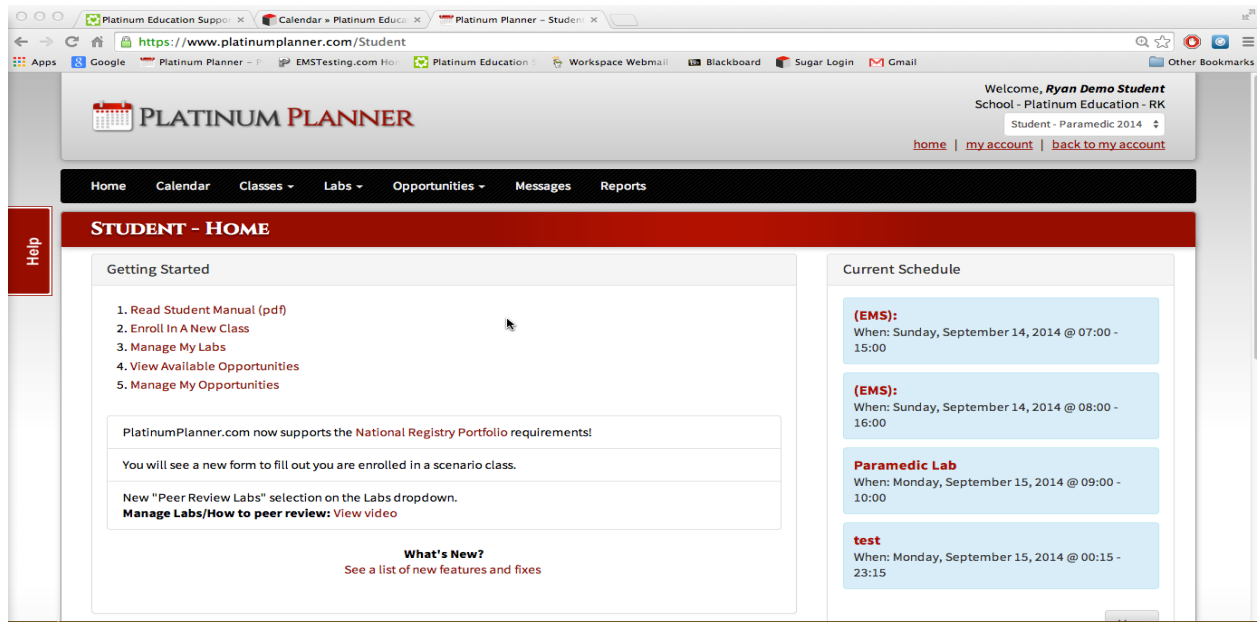 Platinum Education Suppo
Calendar » Platinum Educa
Platinum Planner – Student
https://www.platinumplanner.com/Student
Apps Google Platinum Planner – P EMSTesting.com Ho Platinum Education S Workspace Webmail Blackboard Sugar Login Gmail Other Bookmarks
PLATINUM PLANNER
Welcome, Ryan Demo Student
School - Platinum Education - RK
Student - Paramedic 2014
home | my account | back to my account
Home Calendar Classes Labs Opportunities Messages Reports
Help
STUDENT - HOME
Getting Started
1. Read Student Manual (pdf)
2. Enroll In A New Class
3. Manage My Labs
4. View Available Opportunities
5. Manage My Opportunities
PlatinumPlanner.com now supports the National Registry Portfolio requirements!
You will see a new form to fill out you are enrolled in a scenario class.
New "Peer Review Labs" selection on the Labs dropdown.
Manage Labs/How to peer review: View video
What's New?
See a list of new features and fixes
Current Schedule
(EMS):
When: Sunday, September 14, 2014 @ 07:00 -
15:00
(EMS):
When: Sunday, September 14, 2014 @ 08:00 -
16:00
Paramedic Lab
When: Monday, September 15, 2014 @ 09:00 -
10:00
test
When: Monday, September 15, 2014 @ 00:15 -
23:15